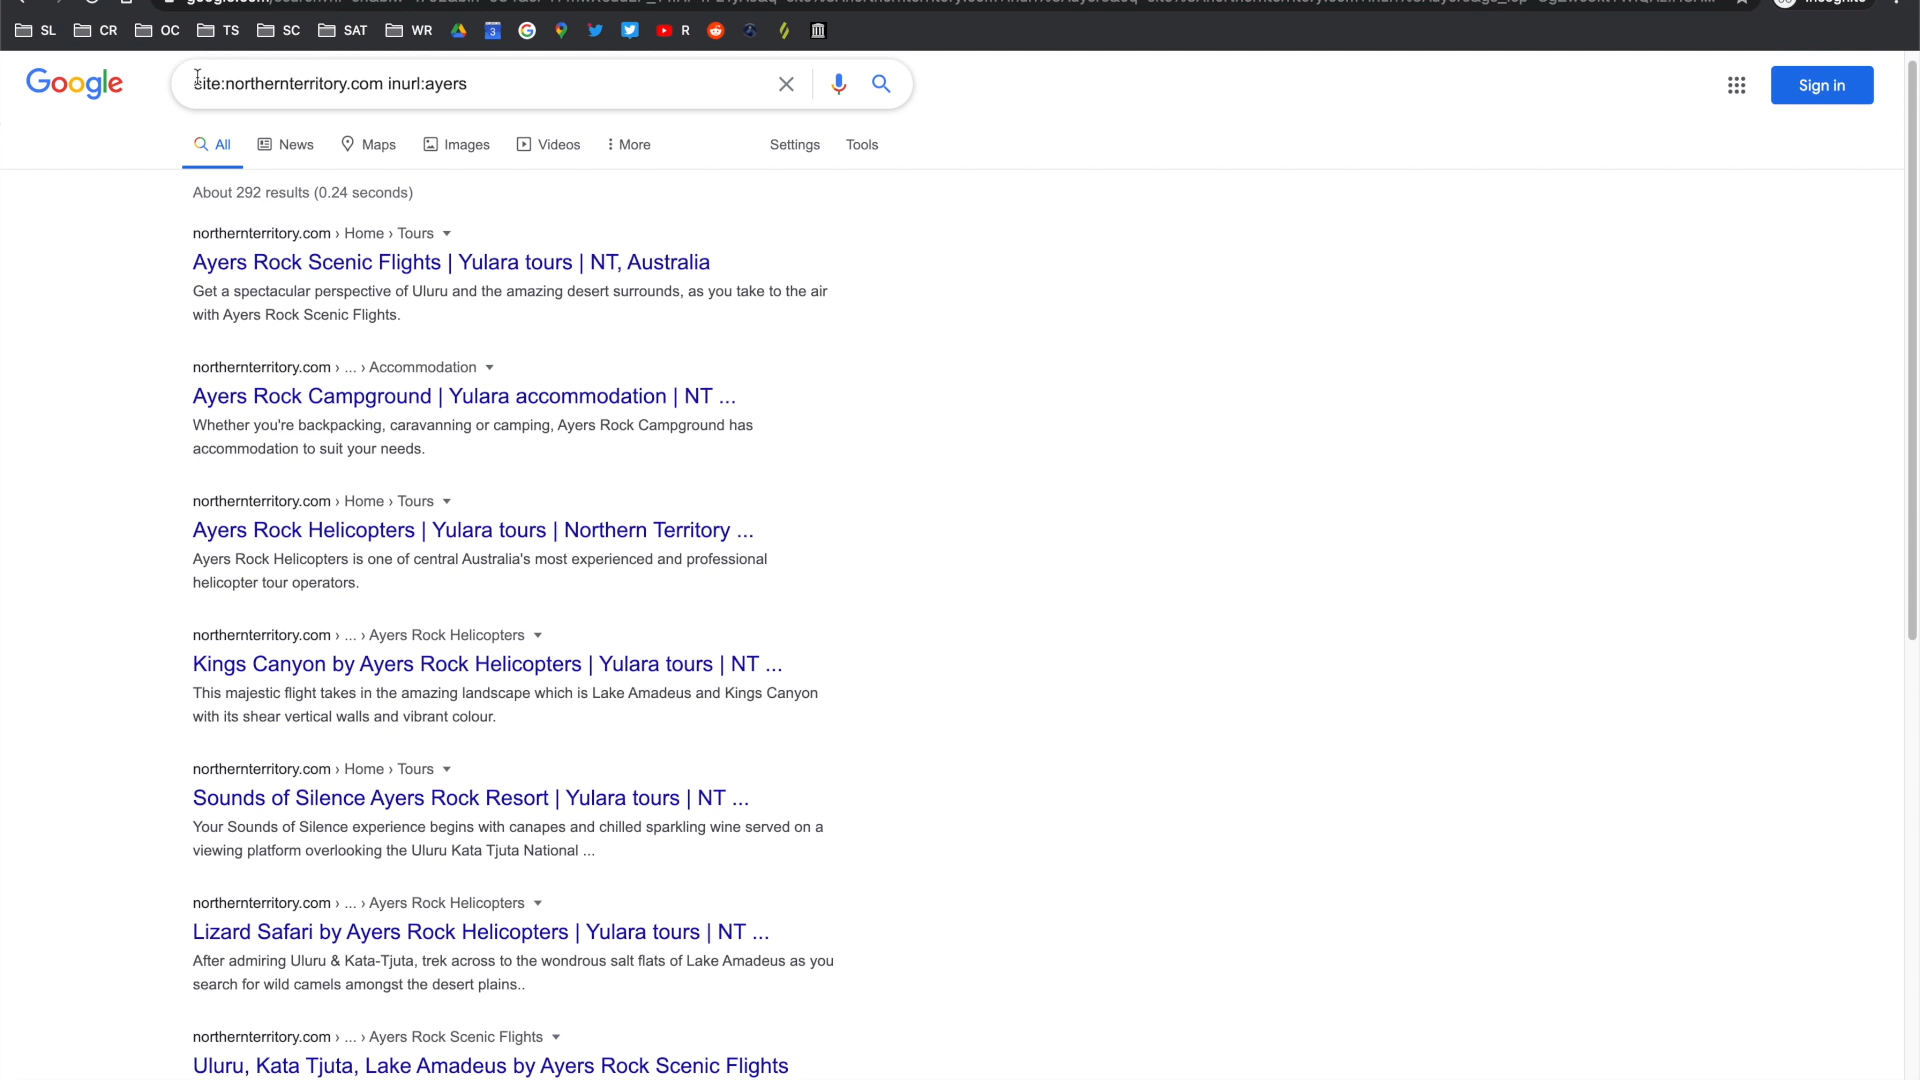 SL CR OC TS SC SAT WR R
Google
site:northernterritory.com inurl:ayers
Sign in
All News Maps Images Videos More Settings Tools
About 292 results (0.24 seconds)
northernterritory.com › Home › Tours
Ayers Rock Scenic Flights | Yulara tours | NT, Australia
Get a spectacular perspective of Uluru and the amazing desert surrounds, as you take to the air
with Ayers Rock Scenic Flights.
northernterritory.com › ... › Accommodation
Ayers Rock Campground | Yulara accommodation | NT ...
Whether you're backpacking, caravanning or camping, Ayers Rock Campground has
accommodation to suit your needs.
northernterritory.com › Home › Tours
Ayers Rock Helicopters | Yulara tours | Northern Territory ...
Ayers Rock Helicopters is one of central Australia's most experienced and professional
helicopter tour operators.
northernterritory.com › ... › Ayers Rock Helicopters
Kings Canyon by Ayers Rock Helicopters | Yulara tours | NT ...
This majestic flight takes in the amazing landscape which is Lake Amadeus and Kings Canyon
with its shear vertical walls and vibrant colour.
northernterritory.com › Home › Tours
Sounds of Silence Ayers Rock Resort | Yulara tours | NT ...
Your Sounds of Silence experience begins with canapes and chilled sparkling wine served on a
viewing platform overlooking the Uluru Kata Tjuta National ...
northernterritory.com › ... › Ayers Rock Helicopters
Lizard Safari by Ayers Rock Helicopters | Yulara tours | NT ...
After admiring Uluru & Kata-Tjuta, trek across to the wondrous salt flats of Lake Amadeus as you
search for wild camels amongst the desert plains..
northernterritory.com › ... › Ayers Rock Scenic Flights
Uluru, Kata Tjuta, Lake Amadeus by Ayers Rock Scenic Flights